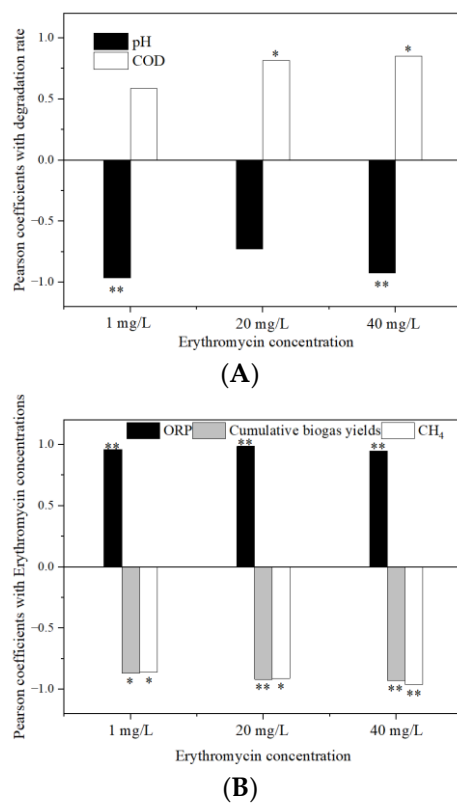 pH
COD
Pearson coefficients with degradation rate
1.0
0.5
0.0
−0.5
−1.0
*
*
**
**
1 mg/L 20 mg/L 40 mg/L
Erythromycin concentration
(A)
ORP Cumulative biogas yields CH₄
Pearson coefficients with Erythromycin concentrations
1.0
0.5
0.0
−0.5
−1.0
** ** **
* * ** * ** **
1 mg/L 20 mg/L 40 mg/L
Erythromycin concentration
(B)